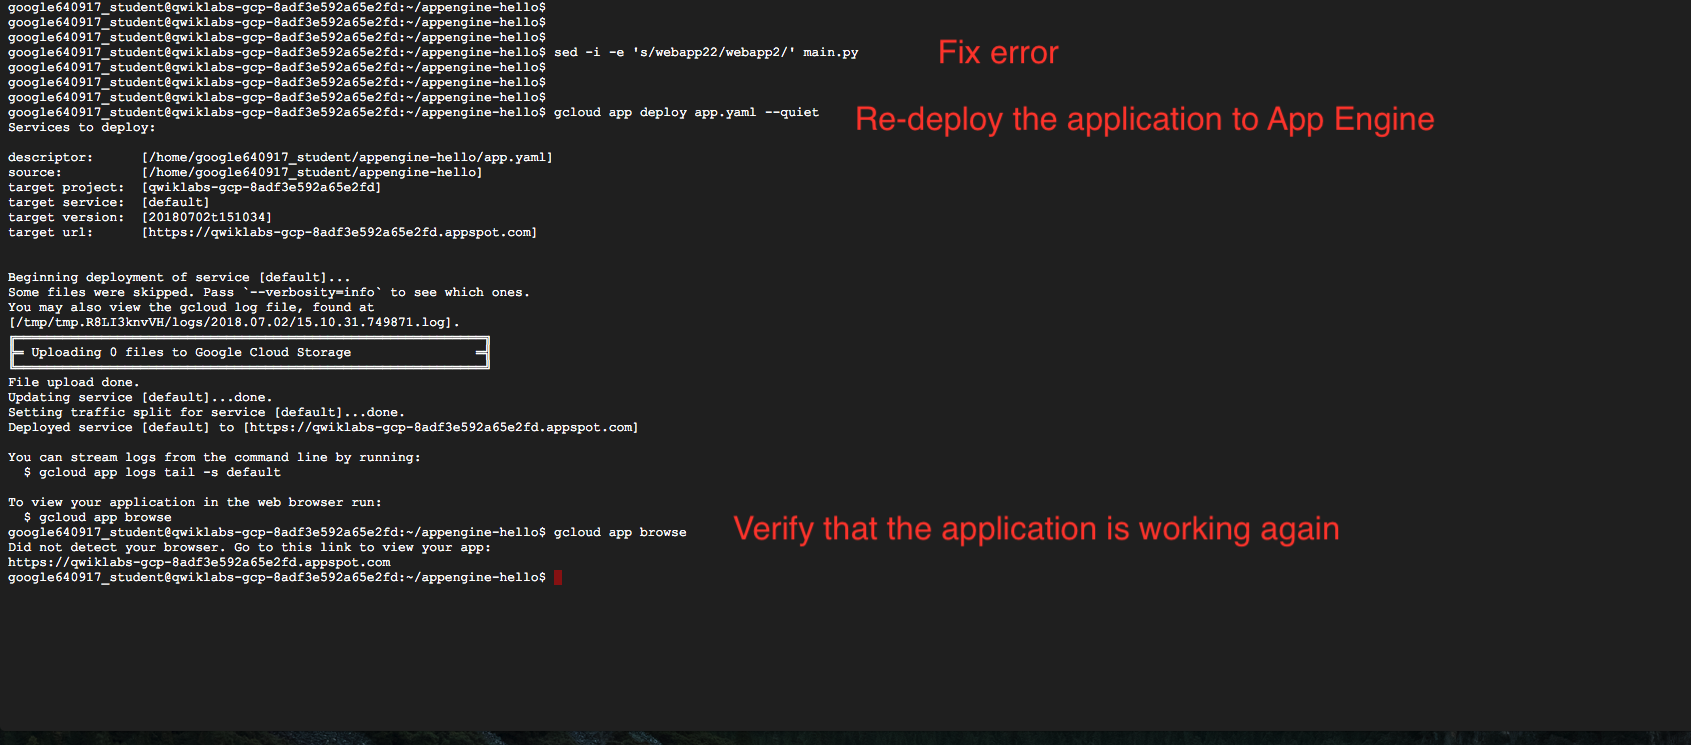 google640917_student@qwiklabs-gcp-8adf3e592a65e2fd:~/appengine-hello$
google640917_student@qwiklabs-gcp-8adf3e592a65e2fd:~/appengine-hello$
google640917_student@qwiklabs-gcp-8adf3e592a65e2fd:~/appengine-hello$
google640917_student@qwiklabs-gcp-8adf3e592a65e2fd:~/appengine-hello$ sed -i -e 's/webapp22/webapp2/' main.py
Fix error
google640917_student@qwiklabs-gcp-8adf3e592a65e2fd:~/appengine-hello$
google640917_student@qwiklabs-gcp-8adf3e592a65e2fd:~/appengine-hello$
google640917_student@qwiklabs-gcp-8adf3e592a65e2fd:~/appengine-hello$
google640917_student@qwiklabs-gcp-8adf3e592a65e2fd:~/appengine-hello$ gcloud app deploy app.yaml --quiet
Re-deploy the application to App Engine
Services to deploy:
descriptor: [/home/google640917_student/appengine-hello/app.yaml]
source: [/home/google640917_student/appengine-hello]
target project: [qwiklabs-gcp-8adf3e592a65e2fd]
target service: [default]
target version: [20180702t151034]
target url: [https://qwiklabs-gcp-8adf3e592a65e2fd.appspot.com]
Beginning deployment of service [default]...
Some files were skipped. Pass `--verbosity=info` to see which ones.
You may also view the gcloud log file, found at
[/tmp/tmp.R8LI3knvVH/logs/2018.07.02/15.10.31.749871.log].
Uploading 0 files to Google Cloud Storage
File upload done.
Updating service [default]...done.
Setting traffic split for service [default]...done.
Deployed service [default] to [https://qwiklabs-gcp-8adf3e592a65e2fd.appspot.com]
You can stream logs from the command line by running:
$ gcloud app logs tail -s default
To view your application in the web browser run:
$ gcloud app browse
google640917_student@qwiklabs-gcp-8adf3e592a65e2fd:~/appengine-hello$ gcloud app browse
Verify that the application is working again
Did not detect your browser. Go to this link to view your app:
https://qwiklabs-gcp-8adf3e592a65e2fd.appspot.com
google640917_student@qwiklabs-gcp-8adf3e592a65e2fd:~/appengine-hello$